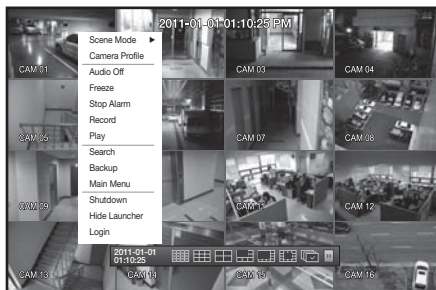 2011-01-01 01:10:25 PM
Scene Mode
Camera Profile
Audio Off
Freeze
Stop Alarm
Record
Play
Search
Backup
Main Menu
Shutdown
Hide Launcher
Login
CAM 01
CAM 03
CAM 04
CAM 05
CAM 07
CAM 08
CAM 09
CAM 11
CAM 12
2011-01-01
01:10:25
CAM 13
CAM 14
CAM 15
CAM 16